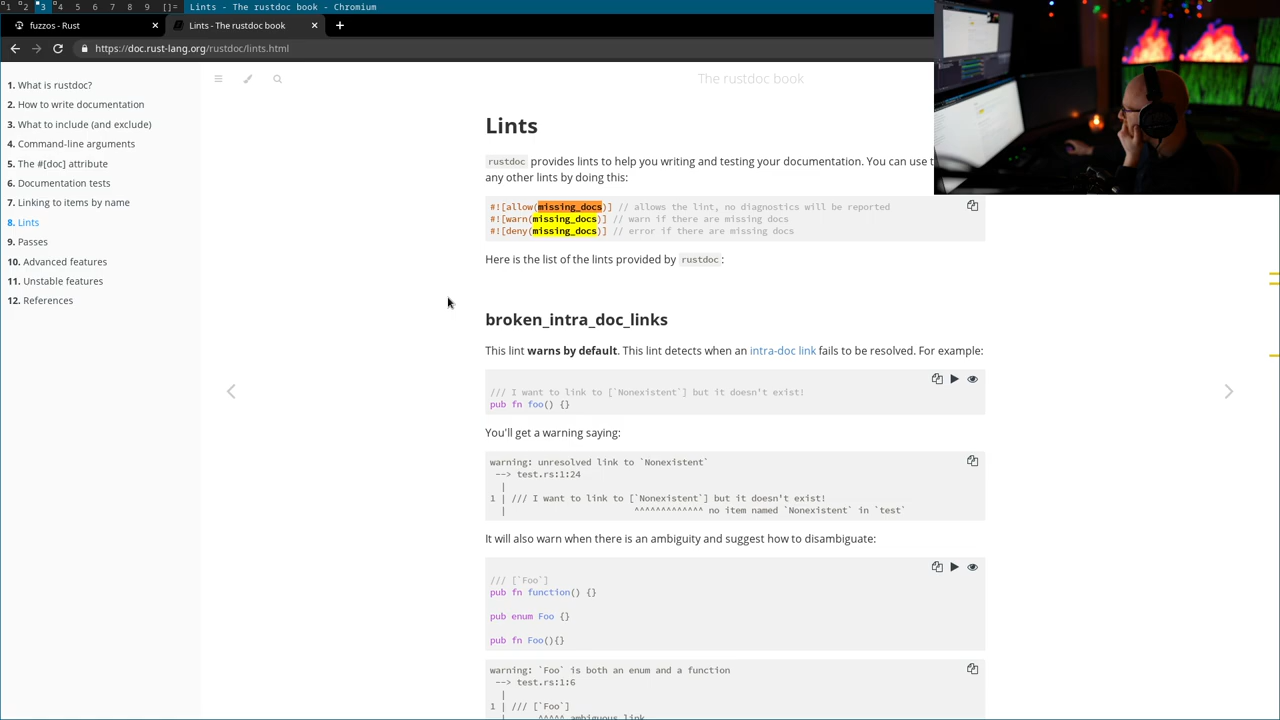 1 2 3 4 5 6 7 8 9 []= Lints - The rustdoc book - Chromium
fuzzos - Rust × Lints - The rustdoc book × +
https://doc.rust-lang.org/rustdoc/lints.html
1. What is rustdoc?
2. How to write documentation
3. What to include (and exclude)
4. Command-line arguments
5. The #[doc] attribute
6. Documentation tests
7. Linking to items by name
8. Lints
9. Passes
10. Advanced features
11. Unstable features
12. References
The rustdoc book
Lints
rustdoc provides lints to help you writing and testing your documentation. You can use t
any other lints by doing this:
#![allow(missing_docs)] // allows the lint, no diagnostics will be reported
#![warn(missing_docs)] // warn if there are missing docs
#![deny(missing_docs)] // error if there are missing docs
Here is the list of the lints provided by rustdoc:
broken_intra_doc_links
This lint warns by default. This lint detects when an intra-doc link fails to be resolved. For example:
/// I want to link to [`Nonexistent`] but it doesn't exist!
pub fn foo() {}
You'll get a warning saying:
warning: unresolved link to `Nonexistent`
--> test.rs:1:24
|
1 | /// I want to link to [`Nonexistent`] but it doesn't exist!
| ^^^^^^^^^^^^^ no item named `Nonexistent` in `test`
It will also warn when there is an ambiguity and suggest how to disambiguate:
/// [`Foo`]
pub fn function() {}
pub enum Foo {}
pub fn Foo(){}
warning: `Foo` is both an enum and a function
--> test.rs:1:6
|
1 | /// [`Foo`]
| ^^^^^ ambiguous link